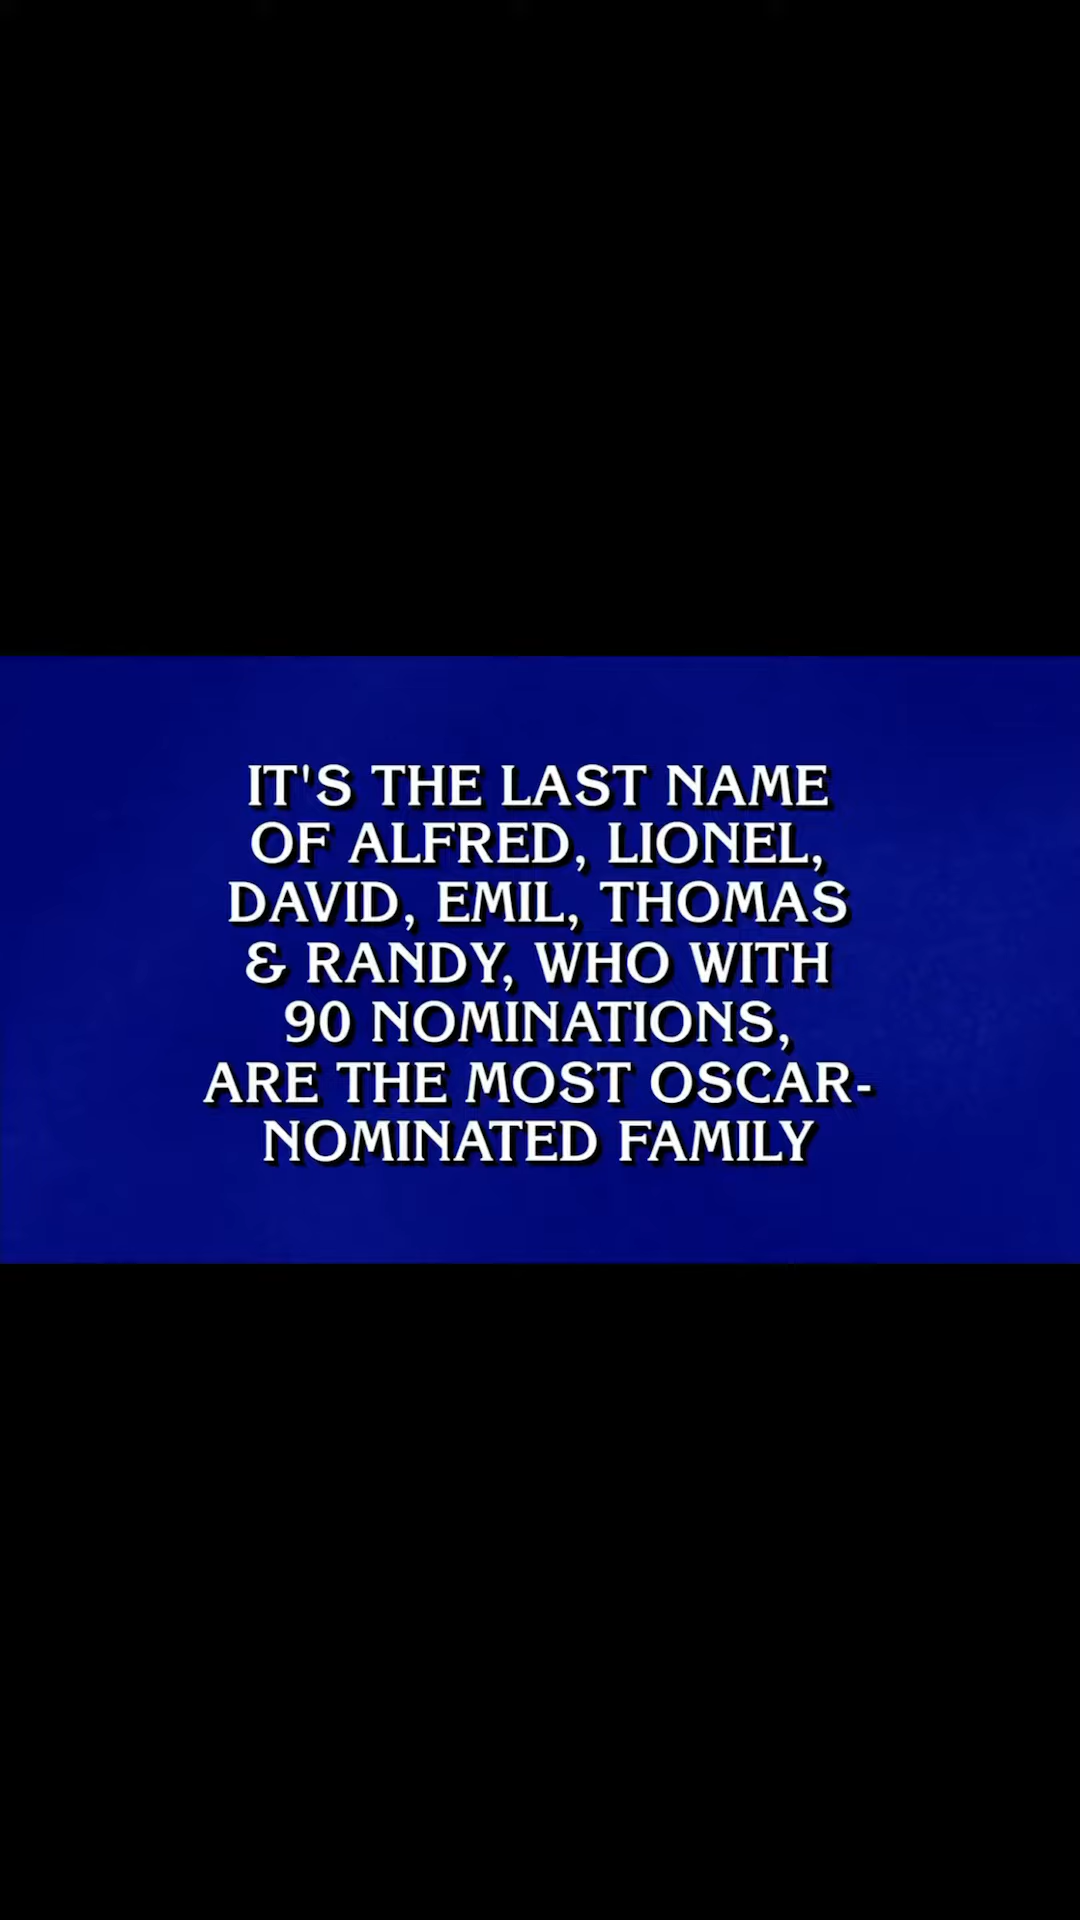 IT'S THE LAST NAME
OF ALFRED, LIONEL,
DAVID, EMIL, THOMAS
& RANDY, WHO WITH
90 NOMINATIONS,
ARE THE MOST OSCAR-
NOMINATED FAMILY